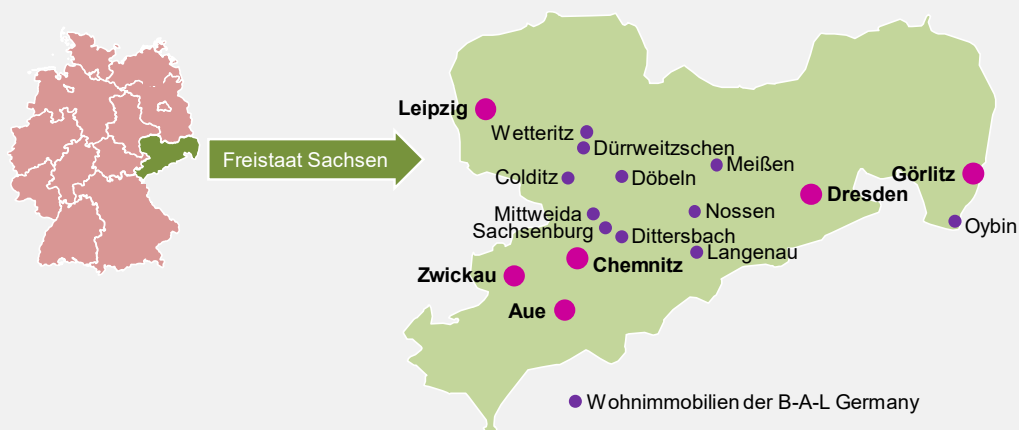 Freistaat Sachsen
Leipzig
Wetteritz
Dürrweitzschen
Meißen
Colditz
Döbeln
Görlitz
Dresden
Mittweida
Nossen
Oybin
Sachsenburg
Dittersbach
Langenau
Chemnitz
Zwickau
Aue
Wohnimmobilien der B-A-L Germany